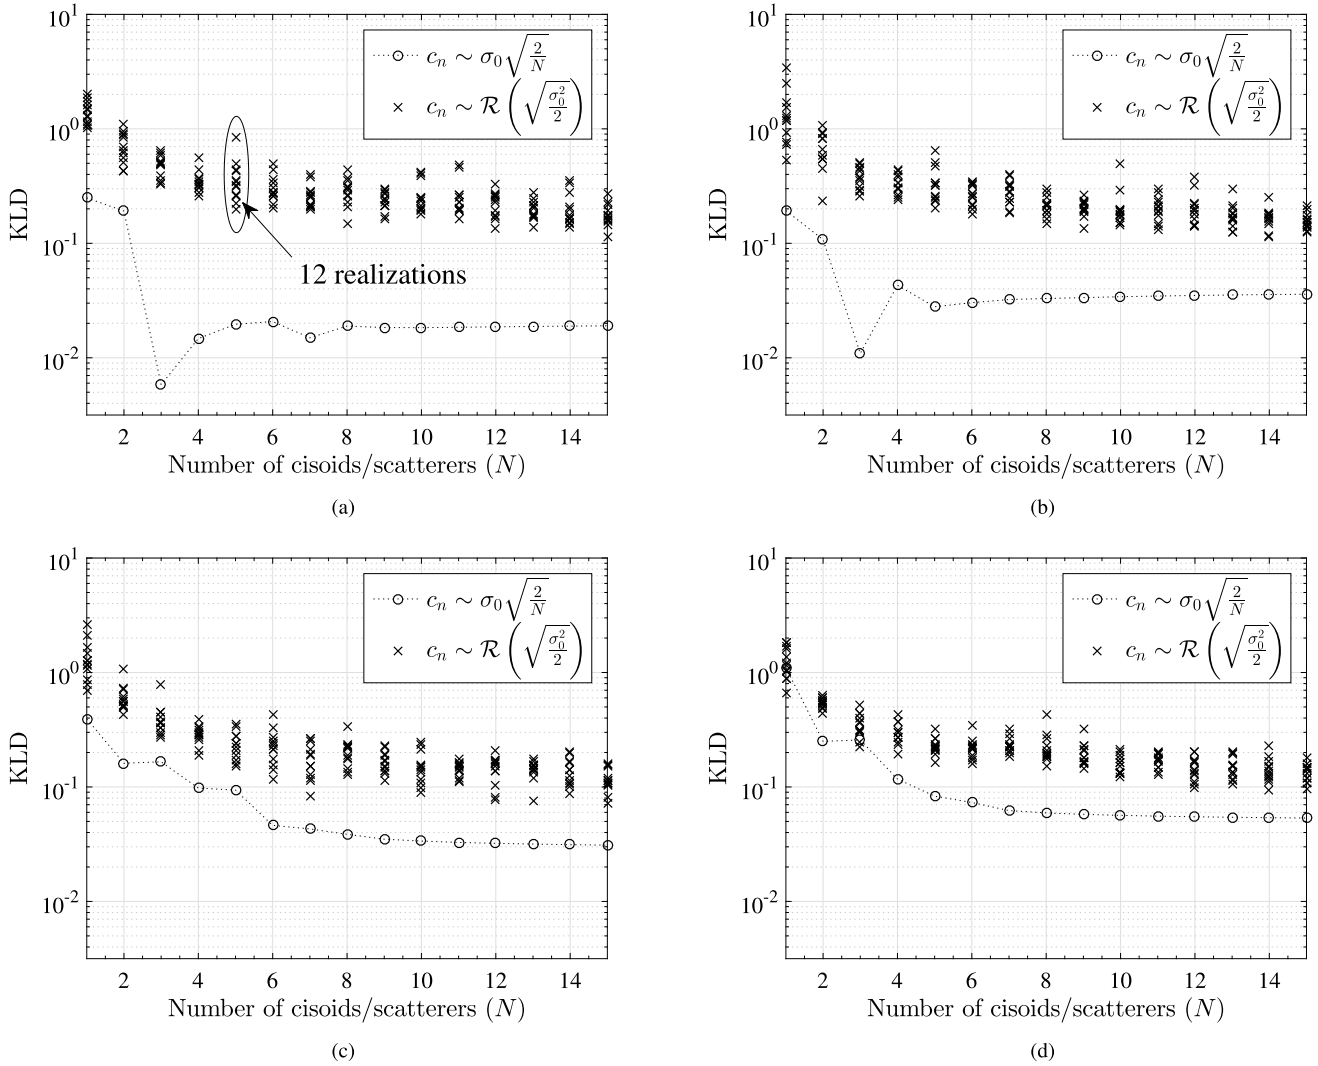 10^1
10^0
10^-1
10^-2
KLD
c_n ∼ σ_0 √(2/N)
c_n ∼ ℛ (√(σ_0^2/2))
12 realizations
2 4 6 8 10 12 14
Number of cisoids/scatterers (N)
(a)
10^1
10^0
10^-1
10^-2
KLD
c_n ∼ σ_0 √(2/N)
c_n ∼ ℛ (√(σ_0^2/2))
2 4 6 8 10 12 14
Number of cisoids/scatterers (N)
(b)
10^1
10^0
10^-1
10^-2
KLD
c_n ∼ σ_0 √(2/N)
c_n ∼ ℛ (√(σ_0^2/2))
2 4 6 8 10 12 14
Number of cisoids/scatterers (N)
(c)
10^1
10^0
10^-1
10^-2
KLD
c_n ∼ σ_0 √(2/N)
c_n ∼ ℛ (√(σ_0^2/2))
2 4 6 8 10 12 14
Number of cisoids/scatterers (N)
(d)